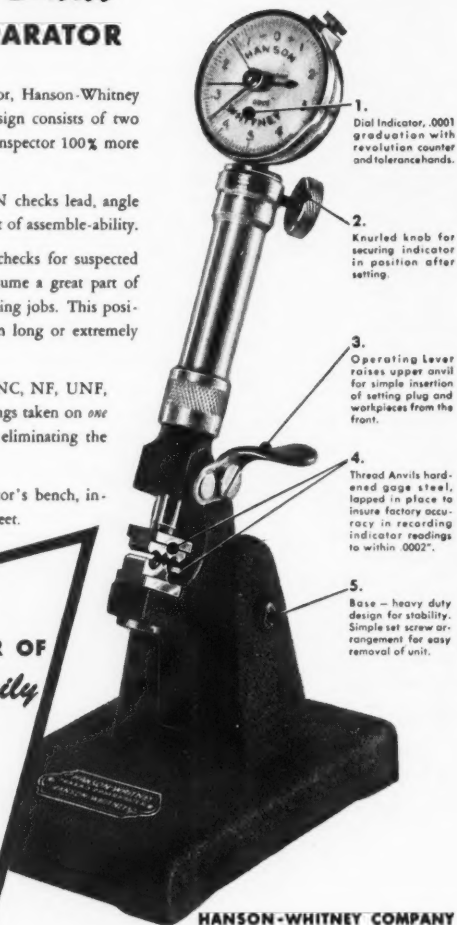 PARATOR
or, Hanson-Whitney
sign consists of two
nspector 100% more
N checks lead, angle
t of assemble-ability.
checks for suspected
ume a great part of
ing jobs. This posi-
n long or extremely
NC, NF, UNF,
ngs taken on one
eliminating the
or's bench, in-
eet.
R OF
ily
HANSON
WHITNEY
1.
Dial Indicator, .0001
graduation with
revolution counter
and tolerance hands.
2.
Knurled knob for
securing indicator
in position after
setting.
3.
Operating Lever
raises upper anvil
for simple insertion
of setting plug and
workpieces from the
front.
4.
Thread Anvils hard-
ened gage steel,
lapped in place to
insure factory accu-
racy in recording
indicator readings
to within .0002".
5.
Base – heavy duty
design for stability.
Simple set screw ar-
rangement for easy
removal of unit.
HANSON-WHITNEY
HANSON-WHITNEY COMPANY